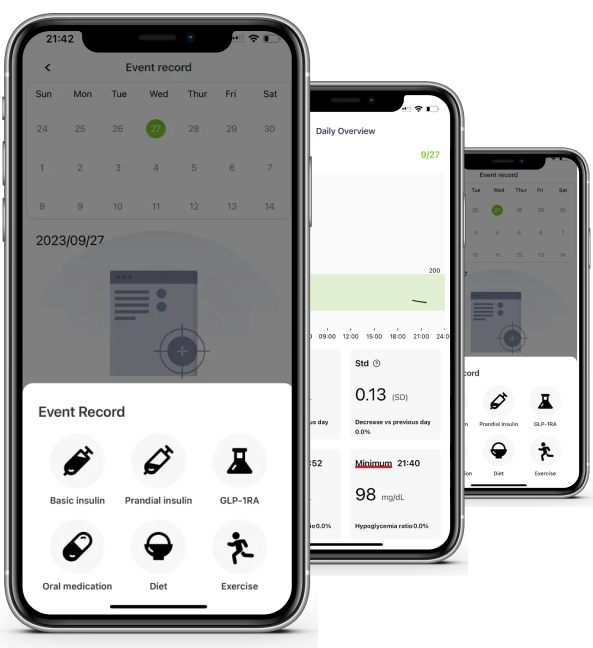 21:42
Event record
Sun Mon Tue Wed Thur Fri Sat
24 25 26 27 28 29 30
1 2 3 4 5 6 7
8 9 10 11 12 13 14
2023/09/27
Event Record
Basic insulin Prandial insulin GLP-1RA
Oral medication Diet Exercise
Daily Overview
9/27
200
09:00 12:00 15:00 18:00 21:00 24:0
Std
0.13 (SD)
us day
Decrease vs previous day
0.0%
:52
Minimum 21:40
98 mg/dL
io 0.0%
Hypoglycemia ratio 0.0%
Event record
Tue Wed Thur Fri Sat
26 27 28 29 30
3 4 5 6 7
10 11 12 13 14
7
cord
n Prandial insulin GLP-1RA
ion Diet Exercise